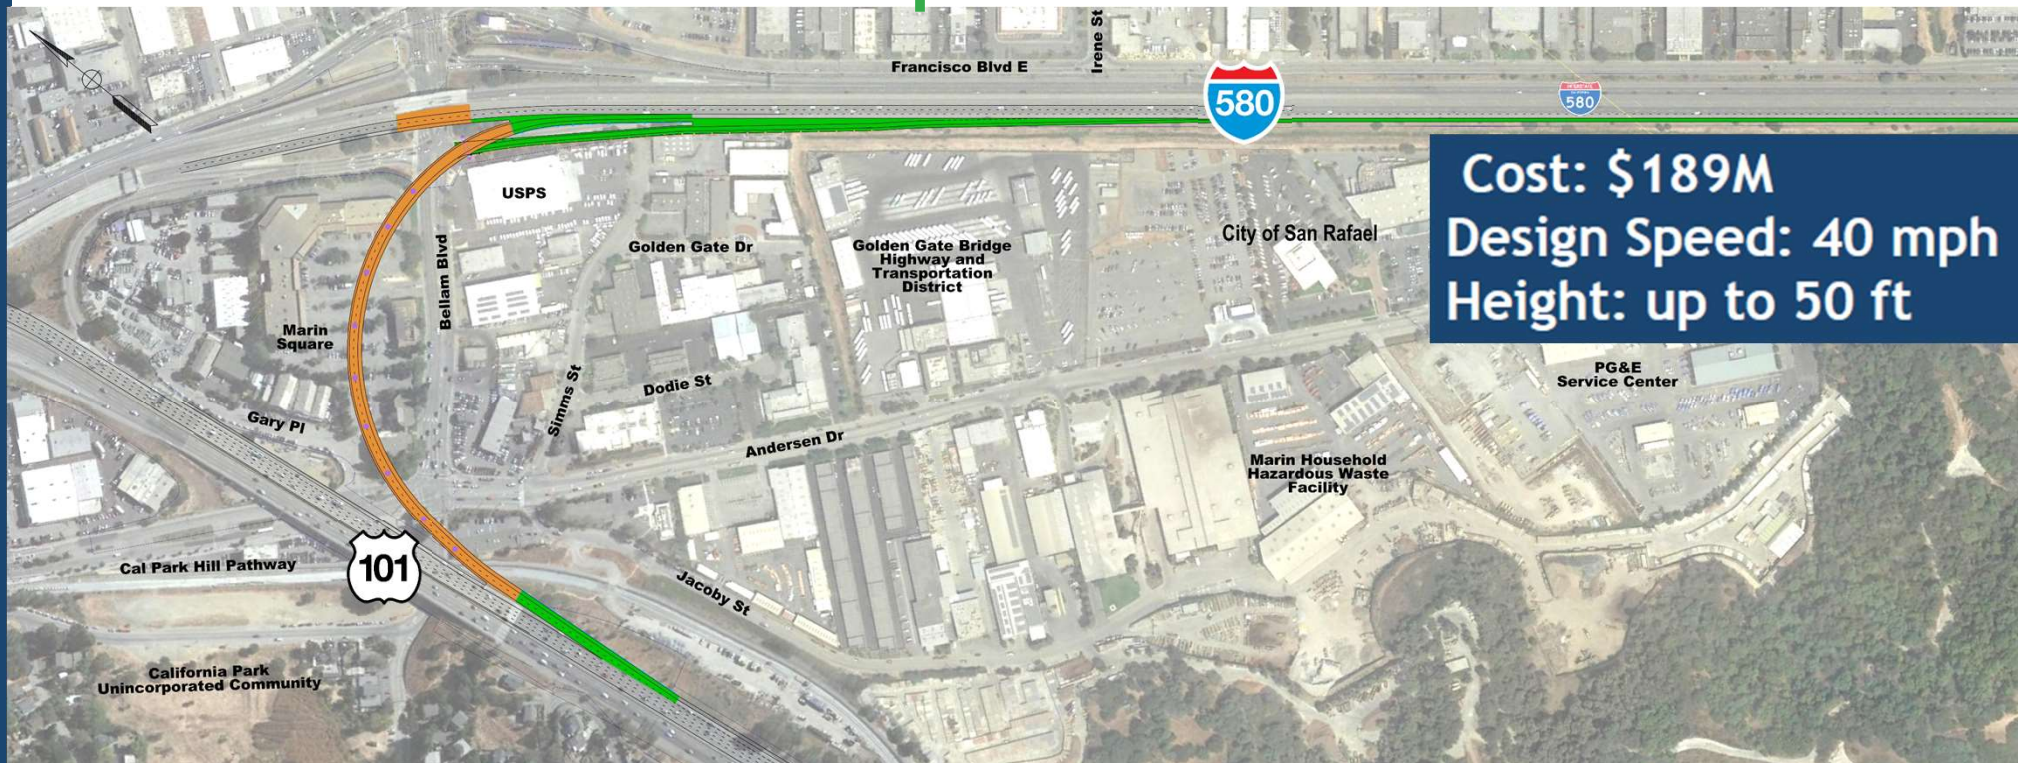 Irene St
Francisco Blvd E
580
INTERSTATE
580
USPS
Cost: $189M
Design Speed: 40 mph
Height: up to 50 ft
Bellam Blvd
Golden Gate Dr
Golden Gate Bridge
Highway and
Transportation
District
City of San Rafael
Marin
Square
Simms St
Dodie St
PG&E
Service Center
Gary Pl
Andersen Dr
Marin Household
Hazardous Waste
Facility
Cal Park Hill Pathway
101
Jacoby St
California Park
Unincorporated Community